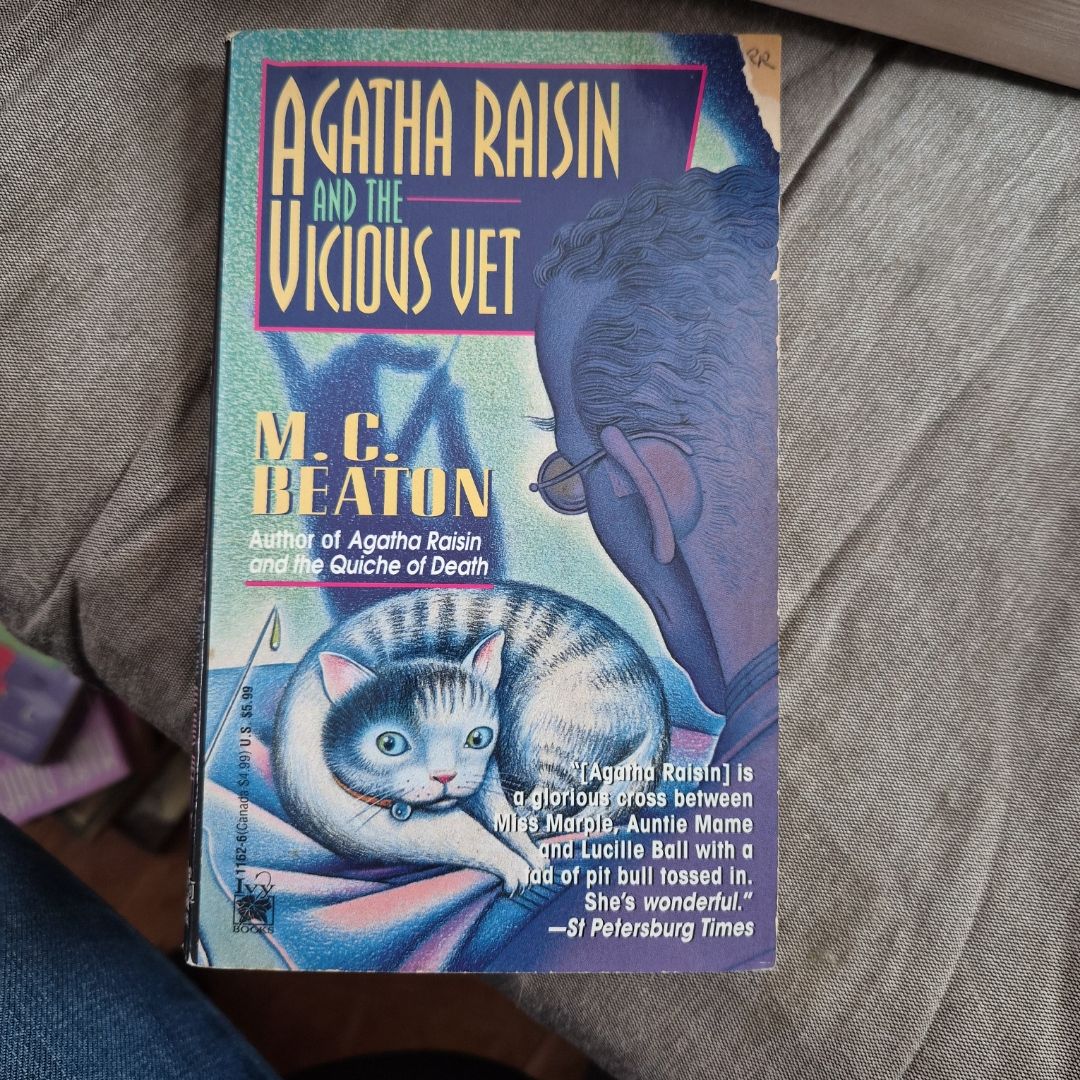 RR
AGATHA RAISIN
AND THE
VICIOUS VET
M. C.
BEATON
Author of Agatha Raisin
and the Quiche of Death
"[Agatha Raisin] is
a glorious cross between
Miss Marple, Auntie Mame
and Lucille Ball with a
tad of pit bull tossed in.
She's wonderful."
—St Petersburg Times
11162-6 (Canada $4.99) U.S. $5.99
IVY
BOOKS